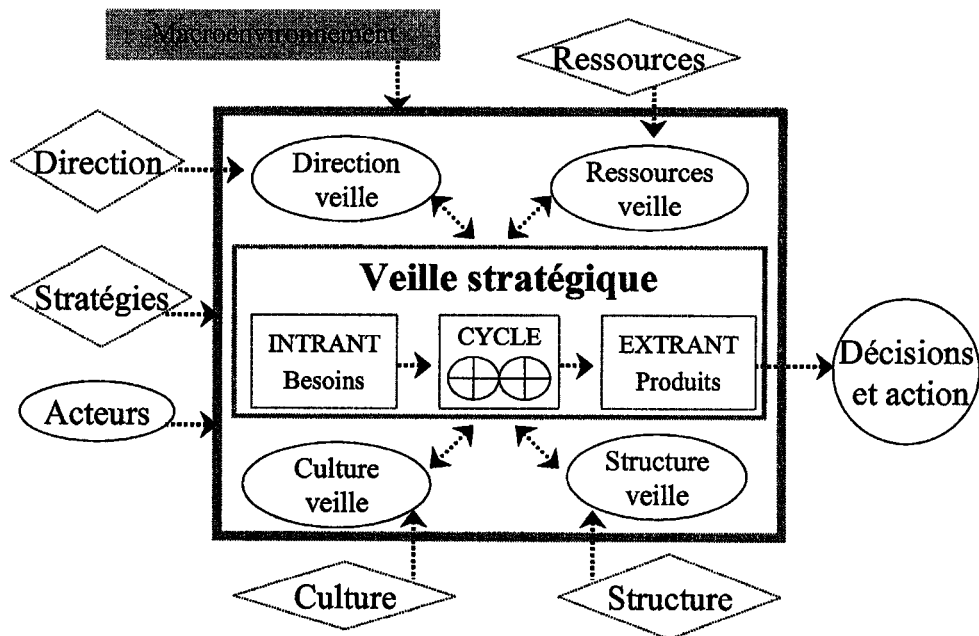 Macroenvironnement
Ressources
Direction
Direction
veille
Ressources
veille
Stratégies
Veille stratégique
INTRANT
Besoins
CYCLE
EXTRANT
Produits
Décisions
et action
Acteurs
Culture
veille
Structure
veille
Culture
Structure